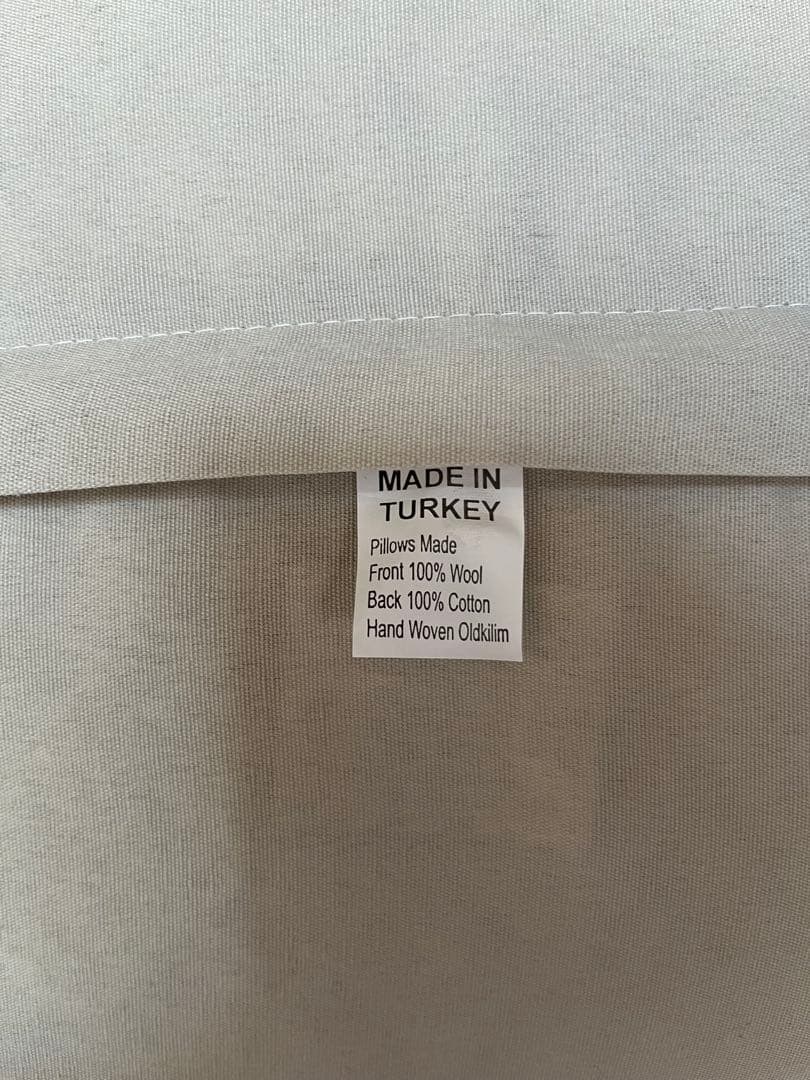 MADE IN
TURKEY
Pillows Made
Front 100% Wool
Back 100% Cotton
Hand Woven Oldkilim